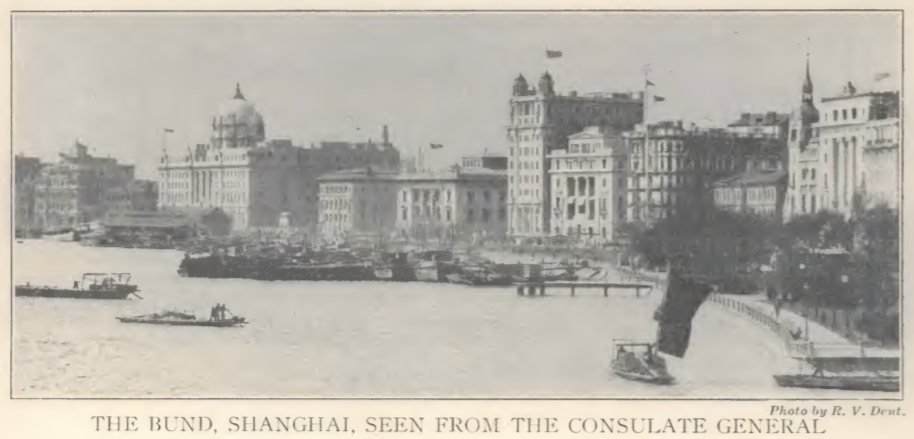 Photo by R. V. Dent.
THE BUND, SHANGHAI, SEEN FROM THE CONSULATE GENERAL